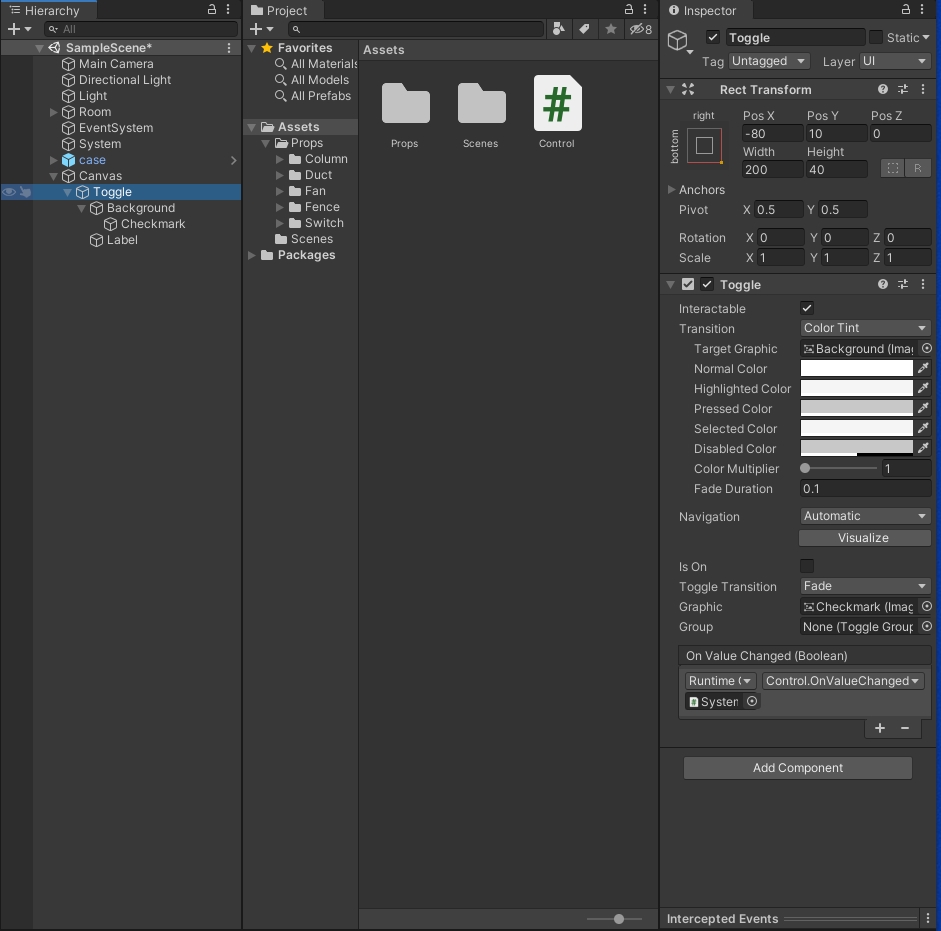 Hierarchy
All
SampleScene*
Main Camera
Directional Light
Light
Room
EventSystem
System
case
Canvas
Toggle
Background
Checkmark
Label
Project
8
Favorites
All Materials
All Models
All Prefabs
Assets
Props
Column
Duct
Fan
Fence
Switch
Scenes
Packages
Assets
Props
Scenes
Control
Inspector
Toggle
Static
Tag Untagged Layer UI
Rect Transform
right
bottom
Pos X Pos Y Pos Z
-80 10 0
Width Height
200 40 R
Anchors
Pivot X 0.5 Y 0.5
Rotation X 0 Y 0 Z 0
Scale X 1 Y 1 Z 1
Toggle
Interactable
Transition Color Tint
Target Graphic Background (Imag
Normal Color
Highlighted Color
Pressed Color
Selected Color
Disabled Color
Color Multiplier 1
Fade Duration 0.1
Navigation Automatic
Visualize
Is On
Toggle Transition Fade
Graphic Checkmark (Imag
Group None (Toggle Group
On Value Changed (Boolean)
Runtime Control.OnValueChanged
System
+ −
Add Component
Intercepted Events